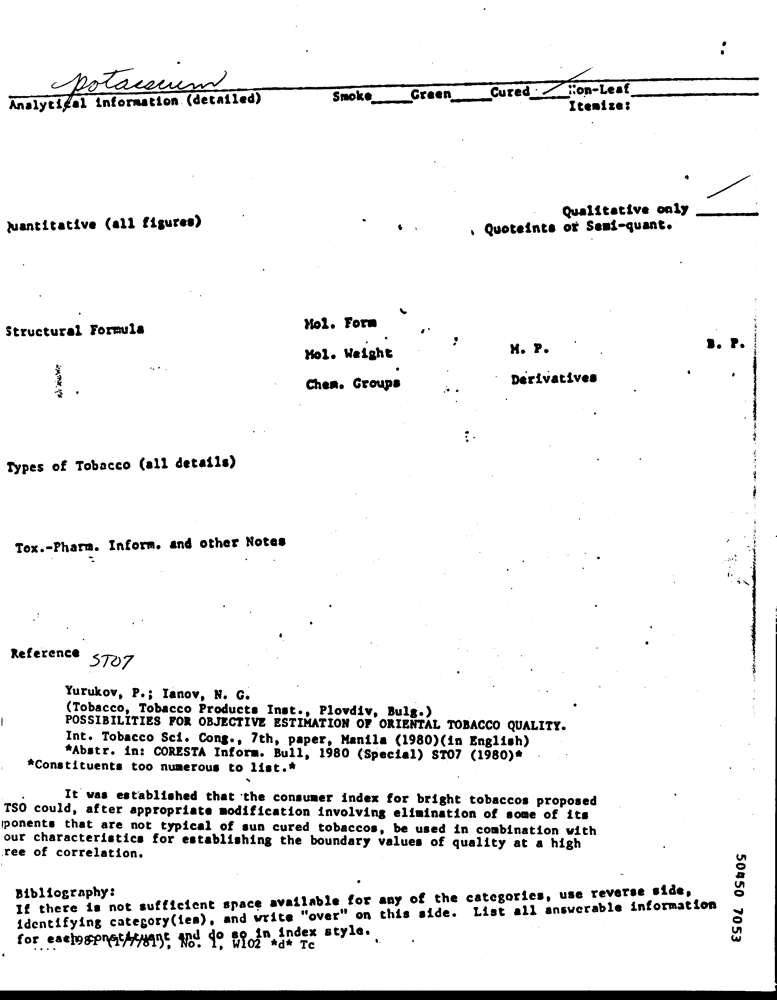 potassium
Analytical information (detailed) Smoke____Green____Cured____Non-Leaf
Itemize:
Qualitative only
quantitative (all figures) Quoteints or Semi-quant.
Structural Formula Mol. Form
Mol. Weight M. P. B. P.
Chem. Groups Derivatives
Types of Tobacco (all details)
Tox.-Pharm. Inform. and other Notes
Reference ST07
Yurukov, P.; Ianov, N. G.
(Tobacco, Tobacco Products Inst., Plovdiv, Bulg.)
POSSIBILITIES FOR OBJECTIVE ESTIMATION OF ORIENTAL TOBACCO QUALITY.
Int. Tobacco Sci. Cong., 7th, paper, Manila (1980)(in English)
*Abstr. in: CORESTA Inform. Bull, 1980 (Special) ST07 (1980)*
*Constituents too numerous to list.*
It was established that the consumer index for bright tobaccos proposed
TSO could, after appropriate modification involving elimination of some of its
ponents that are not typical of sun cured tobaccos, be used in combination with
our characteristics for establishing the boundary values of quality at a high
ree of correlation.
Bibliography:
If there is not sufficient space available for any of the categories, use reverse side,
identifying category(ies), and write "over" on this side. List all answerable information
for each constituent and do so in index style.
1981 (1/7/81), No. 1, W102 *d* Tc
50450 7053